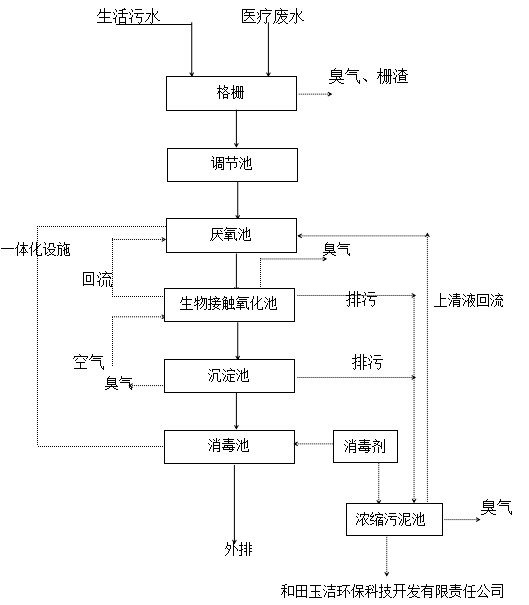 生活污水
医疗废水
格栅
臭气、栅渣
调节池
厌氧池
一体化设施
臭气
回流
生物接触氧化池
排污
上清液回流
空气
臭气
沉淀池
排污
消毒池
消毒剂
浓缩污泥池
臭气
外排
和田玉洁环保科技开发有限责任公司